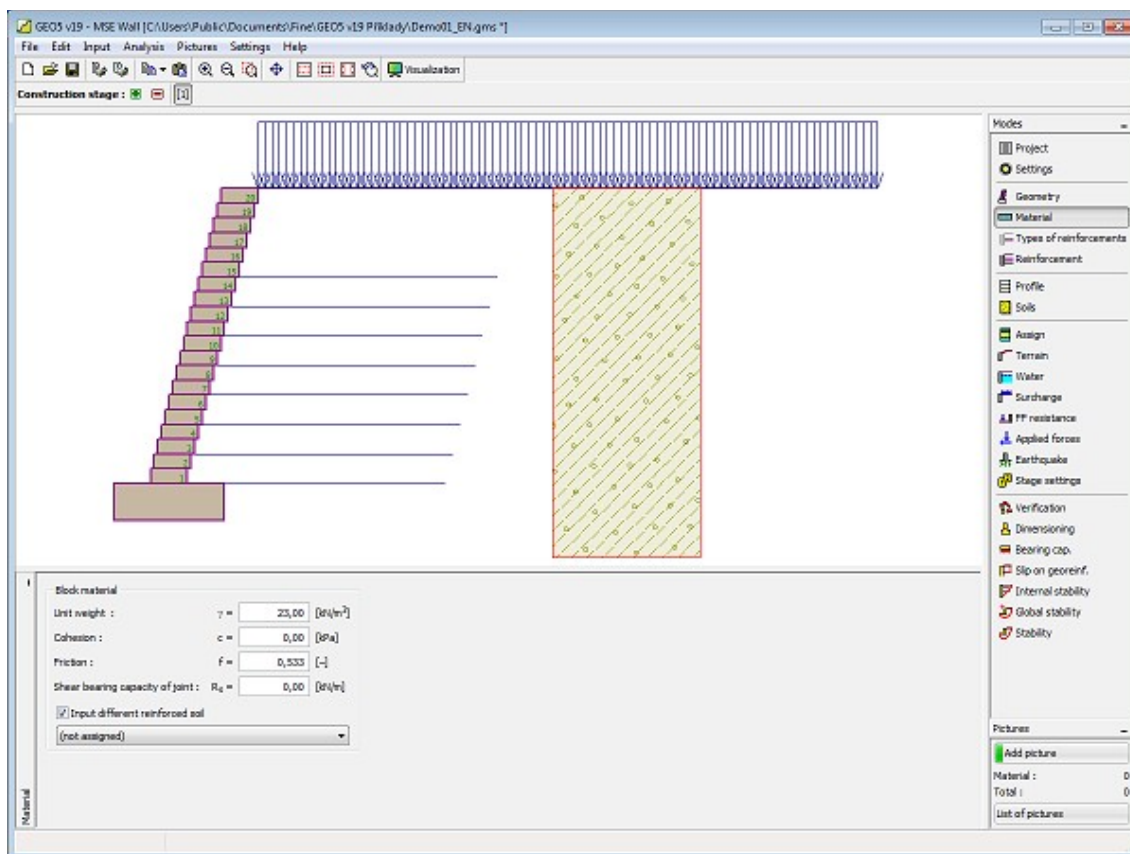 GEO5 v19 - MSE Wall [C:\Users\Public\Documents\Fine\GEO5 v19 Příklady\Demo01_EN.gms *]
File Edit Input Analysis Pictures Settings Help
Visualization
Construction stage : [1]
20
19
18
17
16
15
14
13
12
11
10
9
8
7
6
5
4
3
2
1
Modes
Project
Settings
Geometry
Material
Types of reinforcements
Reinforcement
Profile
Soils
Assign
Terrain
Water
Surcharge
FF resistance
Applied forces
Earthquake
Stage settings
Verification
Dimensioning
Bearing cap.
Slip on georeinf.
Internal stability
Global stability
Stability
Block material
Unit weight : γ = 23,00 [kN/m³]
Cohesion : c = 0,00 [kPa]
Friction : f = 0,533 [-]
Shear bearing capacity of joint : Rs = 0,00 [kN/m]
Input different reinforced soil
(not assigned)
Material
Pictures
Add picture
Material : 0
Total : 0
List of pictures